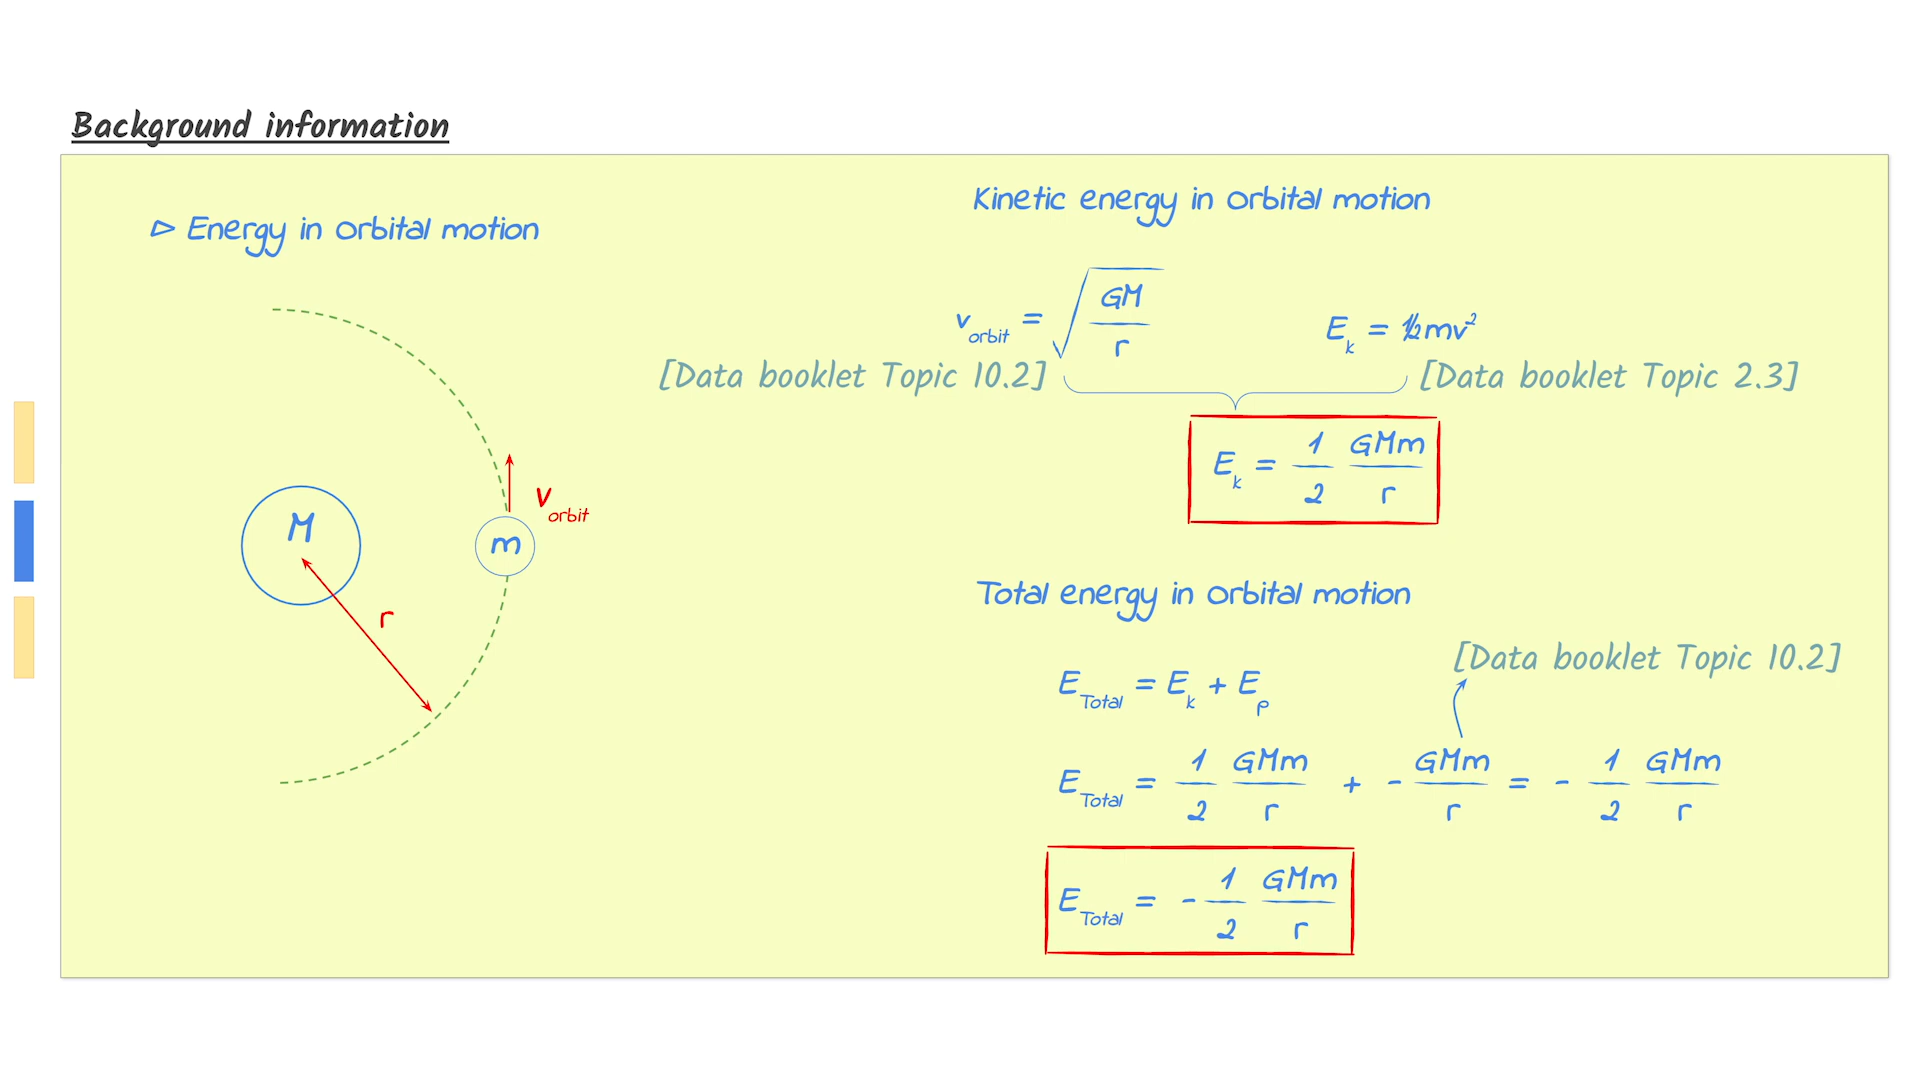 Background information
▷ Energy in orbital motion
M
m
v_orbit
r
Kinetic energy in orbital motion
v_orbit = √(GM/r)
E_k = ½mv²
[Data booklet Topic 10.2]
[Data booklet Topic 2.3]
E_k = 1/2 GMm/r
Total energy in orbital motion
[Data booklet Topic 10.2]
E_Total = E_k + E_p
E_Total = 1/2 GMm/r + - GMm/r = - 1/2 GMm/r
E_Total = - 1/2 GMm/r